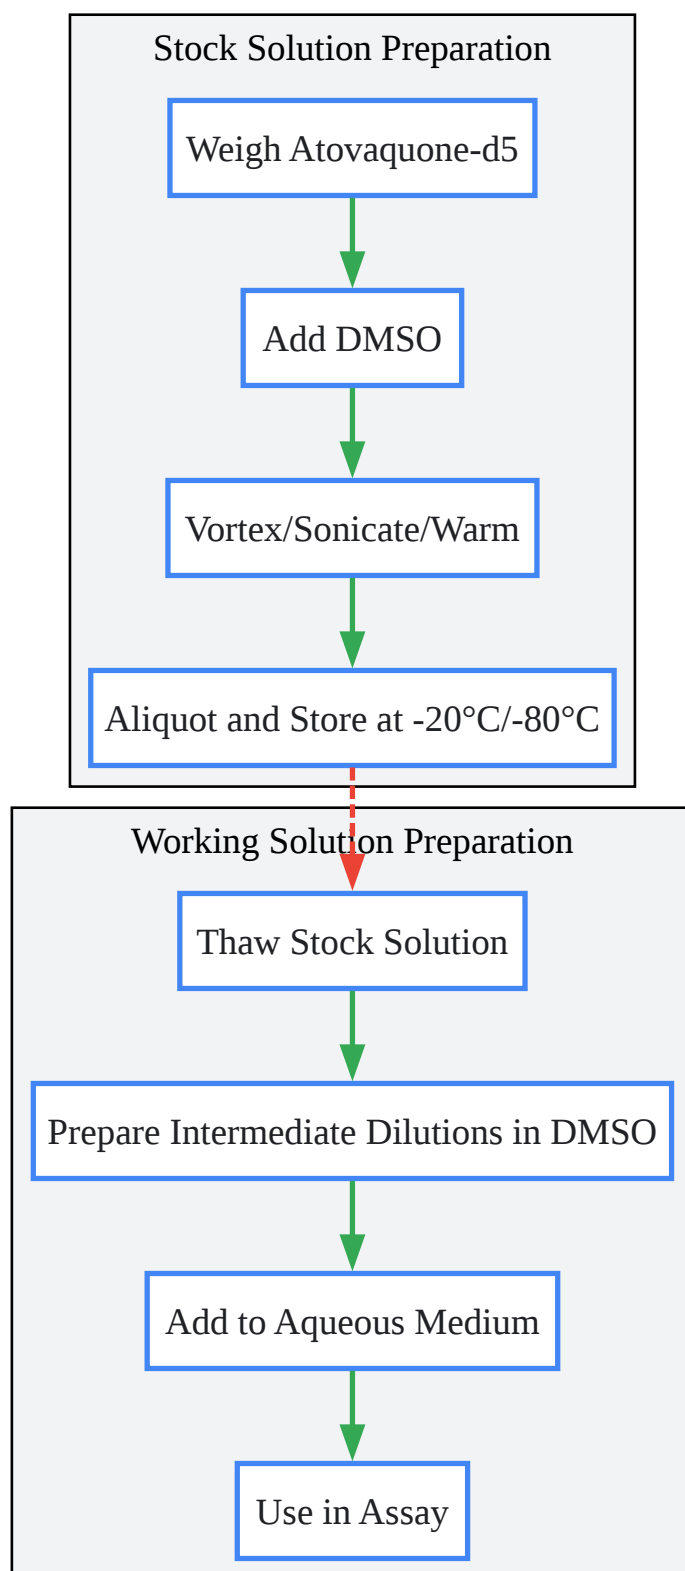 Stock Solution Preparation
Weigh Atovaquone-d5
Add DMSO
Vortex/Sonicate/Warm
Aliquot and Store at -20°C/-80°C
Working Solution Preparation
Thaw Stock Solution
Prepare Intermediate Dilutions in DMSO
Add to Aqueous Medium
Use in Assay